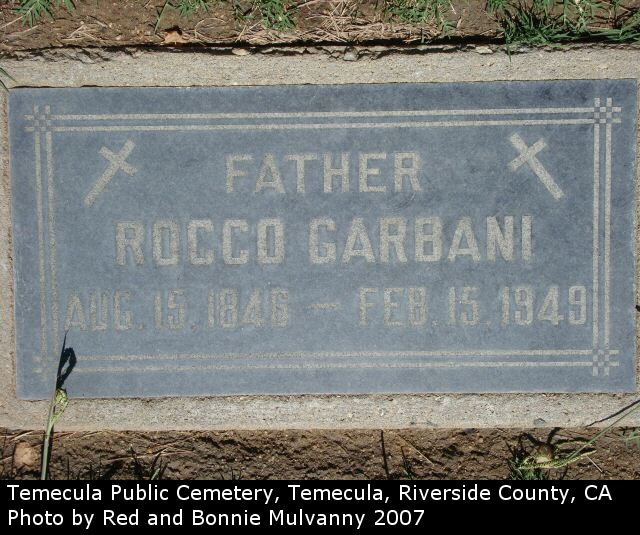 FATHER
ROCCO GARBANI
AUG. 15, 1846 — FEB. 15, 1949
Temecula Public Cemetery, Temecula, Riverside County, CA
Photo by Red and Bonnie Mulvanny 2007